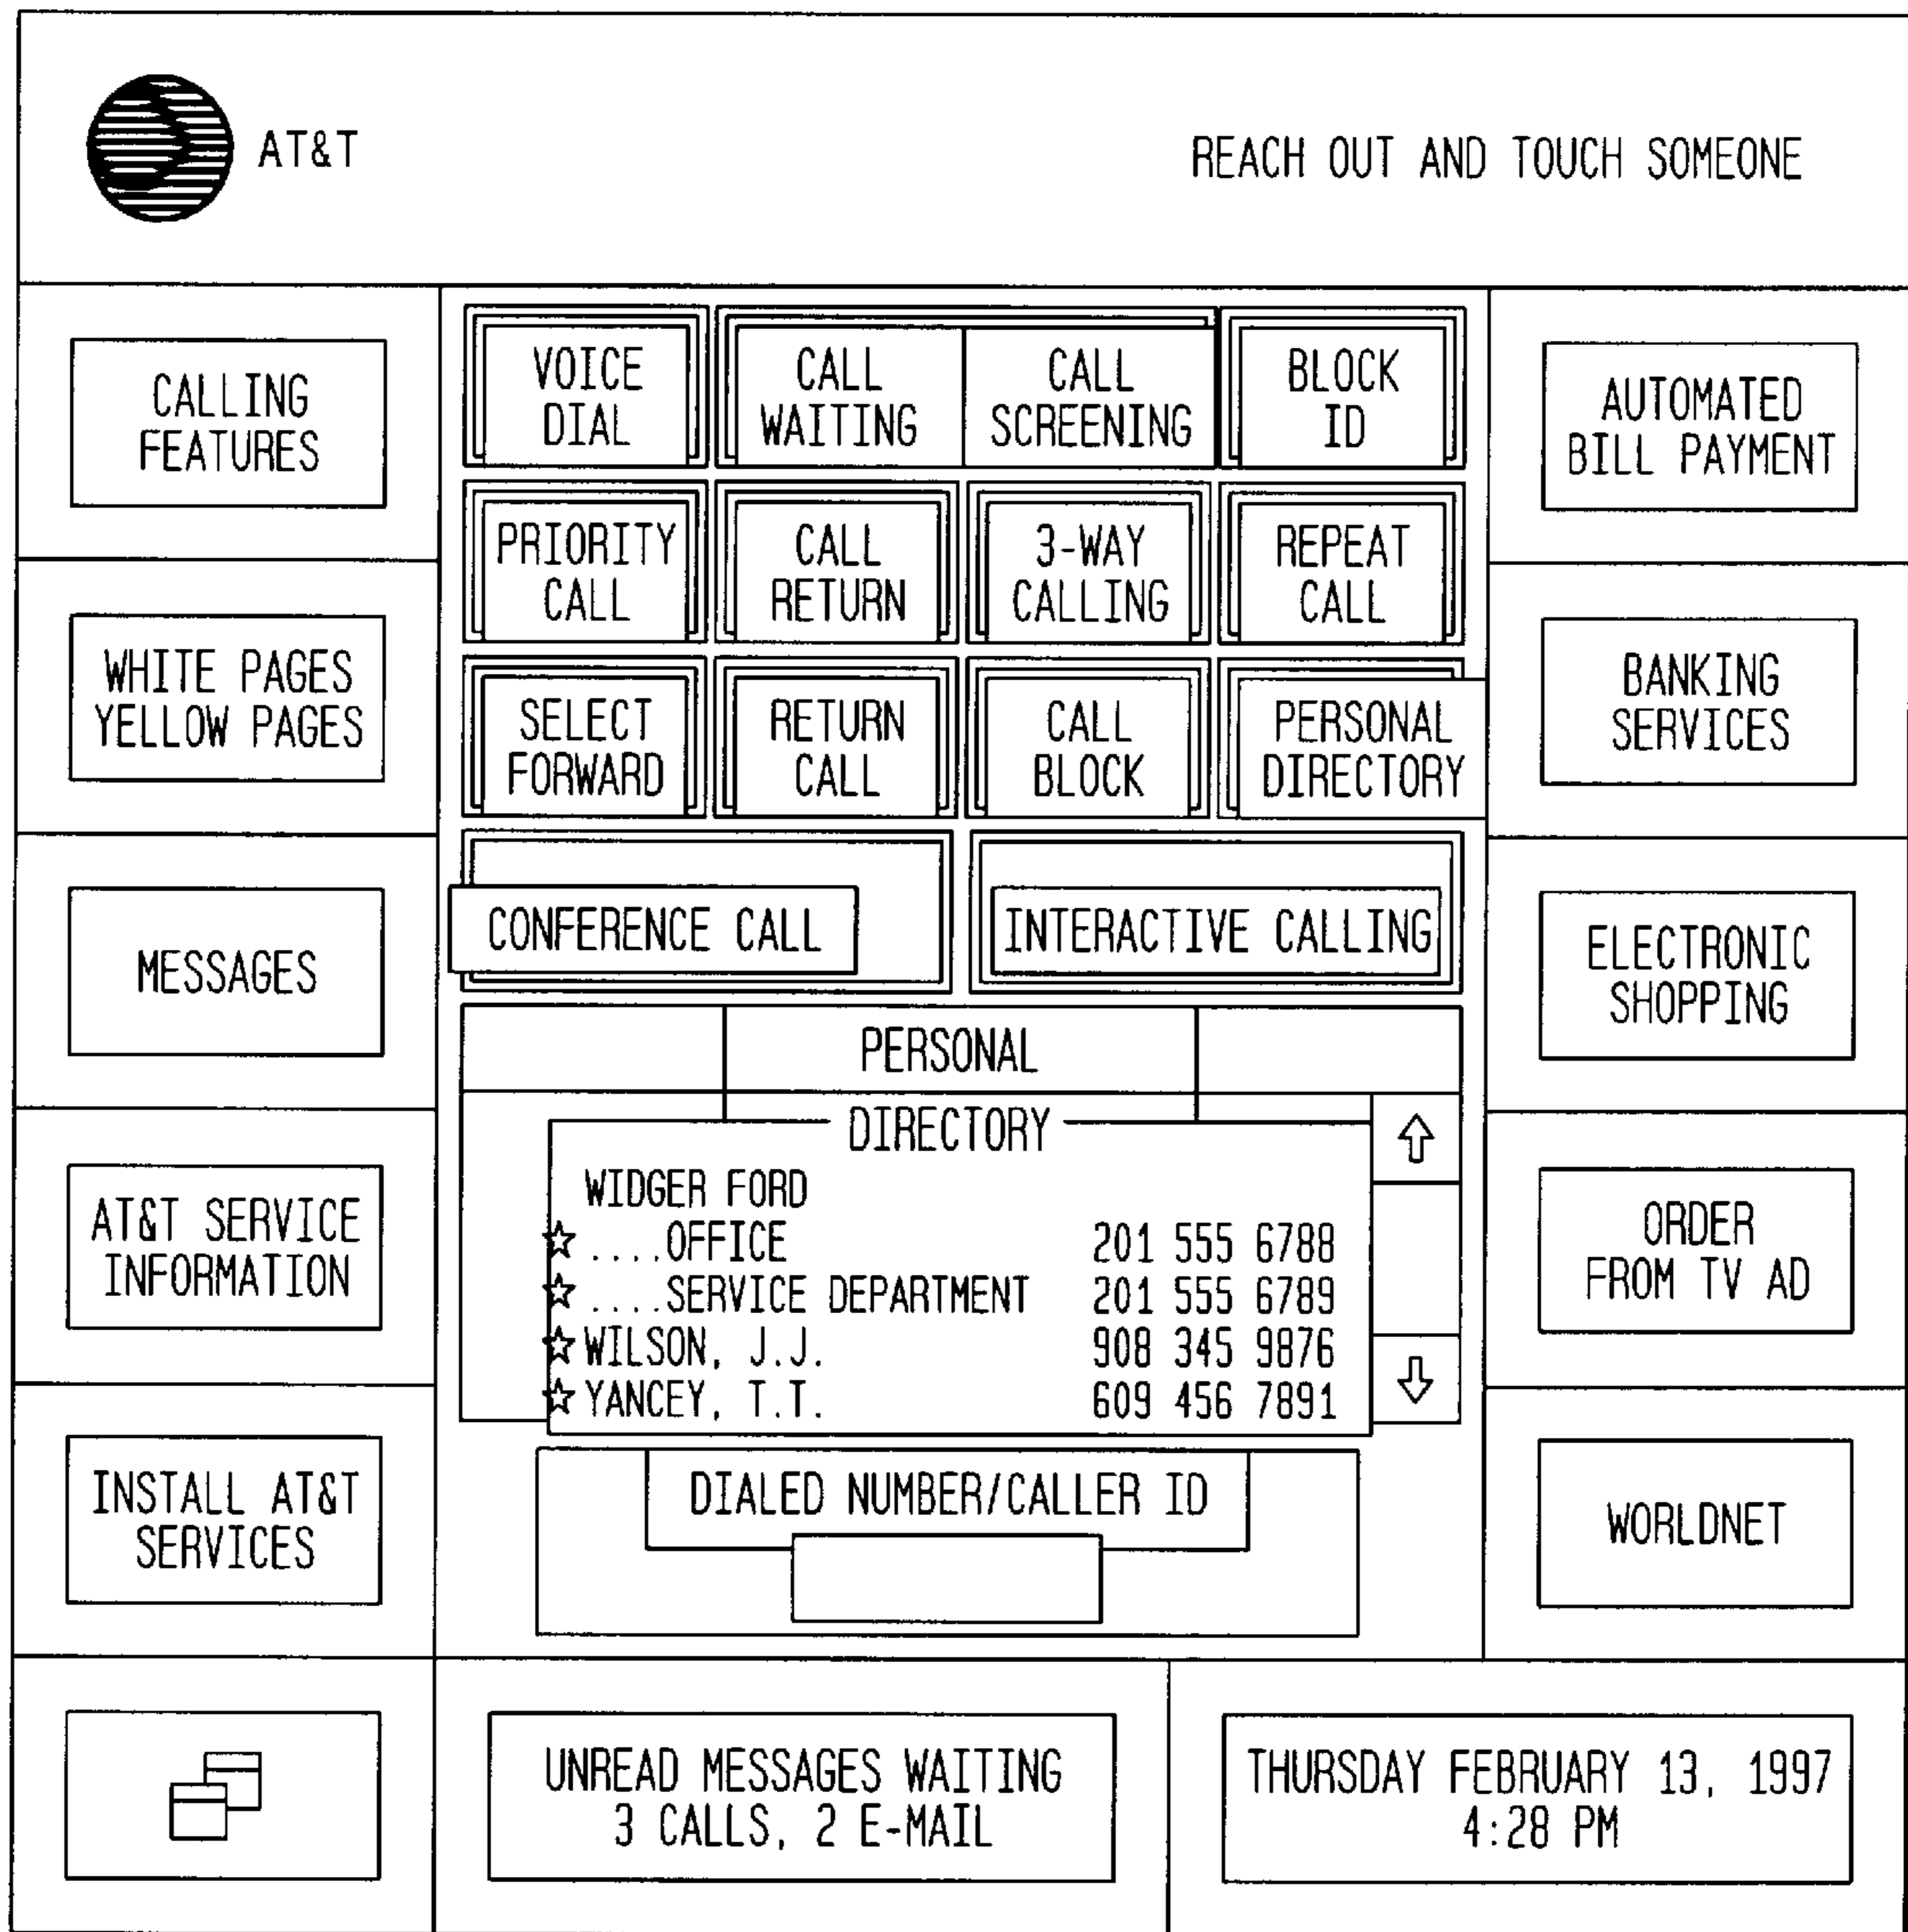 AT&T
REACH OUT AND TOUCH SOMEONE
CALLING
FEATURES
WHITE PAGES
YELLOW PAGES
MESSAGES
AT&T SERVICE
INFORMATION
INSTALL AT&T
SERVICES
VOICE
DIAL
CALL
WAITING
CALL
SCREENING
BLOCK
ID
PRIORITY
CALL
CALL
RETURN
3-WAY
CALLING
REPEAT
CALL
SELECT
FORWARD
RETURN
CALL
CALL
BLOCK
PERSONAL
DIRECTORY
CONFERENCE CALL
INTERACTIVE CALLING
PERSONAL
DIRECTORY
WIDGER FORD
☆ ....OFFICE 201 555 6788
☆ ....SERVICE DEPARTMENT 201 555 6789
☆ WILSON, J.J. 908 345 9876
☆ YANCEY, T.T. 609 456 7891
DIALED NUMBER/CALLER ID
AUTOMATED
BILL PAYMENT
BANKING
SERVICES
ELECTRONIC
SHOPPING
ORDER
FROM TV AD
WORLDNET
UNREAD MESSAGES WAITING
3 CALLS, 2 E-MAIL
THURSDAY FEBRUARY 13, 1997
4:28 PM